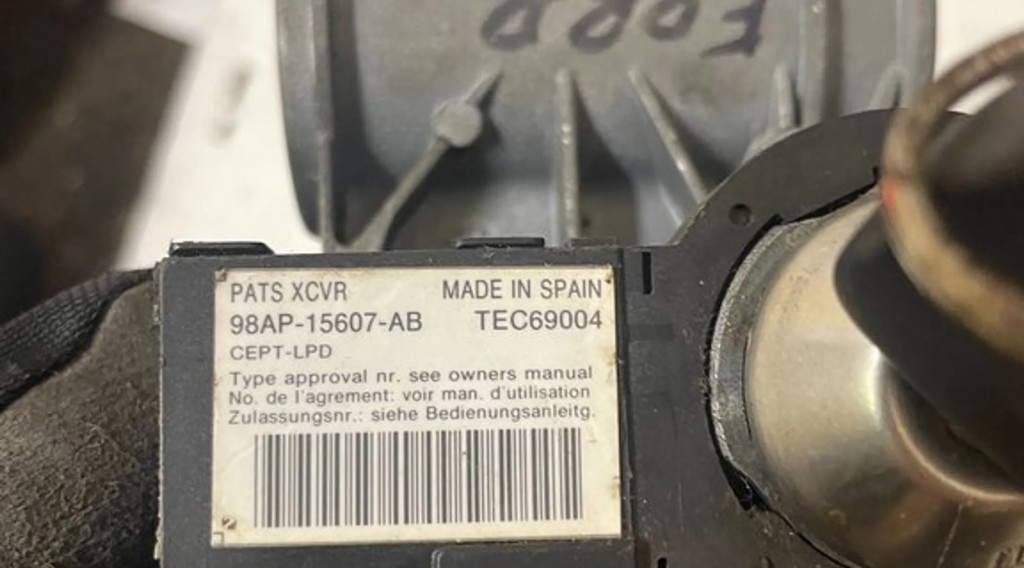 FORD
PATS XCVR MADE IN SPAIN
98AP-15607-AB TEC69004
CEPT-LPD
Type approval nr. see owners manual
No. de l'agrement: voir man. d'utilisation
Zulassungsnr.: siehe Bedienungsanleitg.